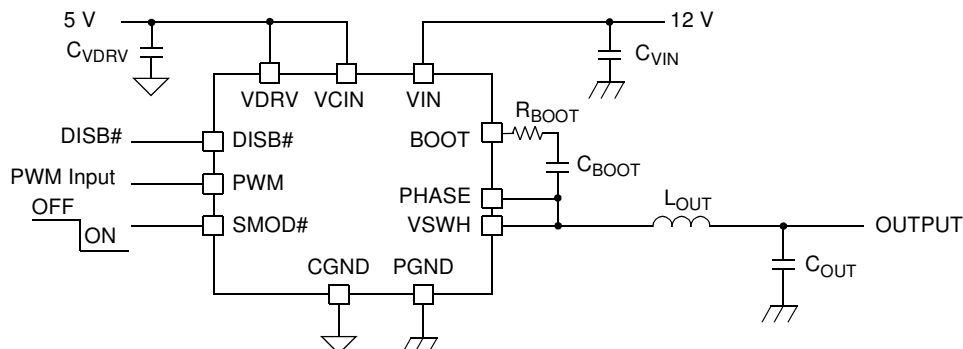 5 V
12 V
CVDRV
CVIN
VDRV
VCIN
VIN
RBOOT
DISB#
DISB#
BOOT
CBOOT
PWM Input
PWM
PHASE
LOUT
OFF
ON
SMOD#
VSWH
OUTPUT
CGND
PGND
COUT